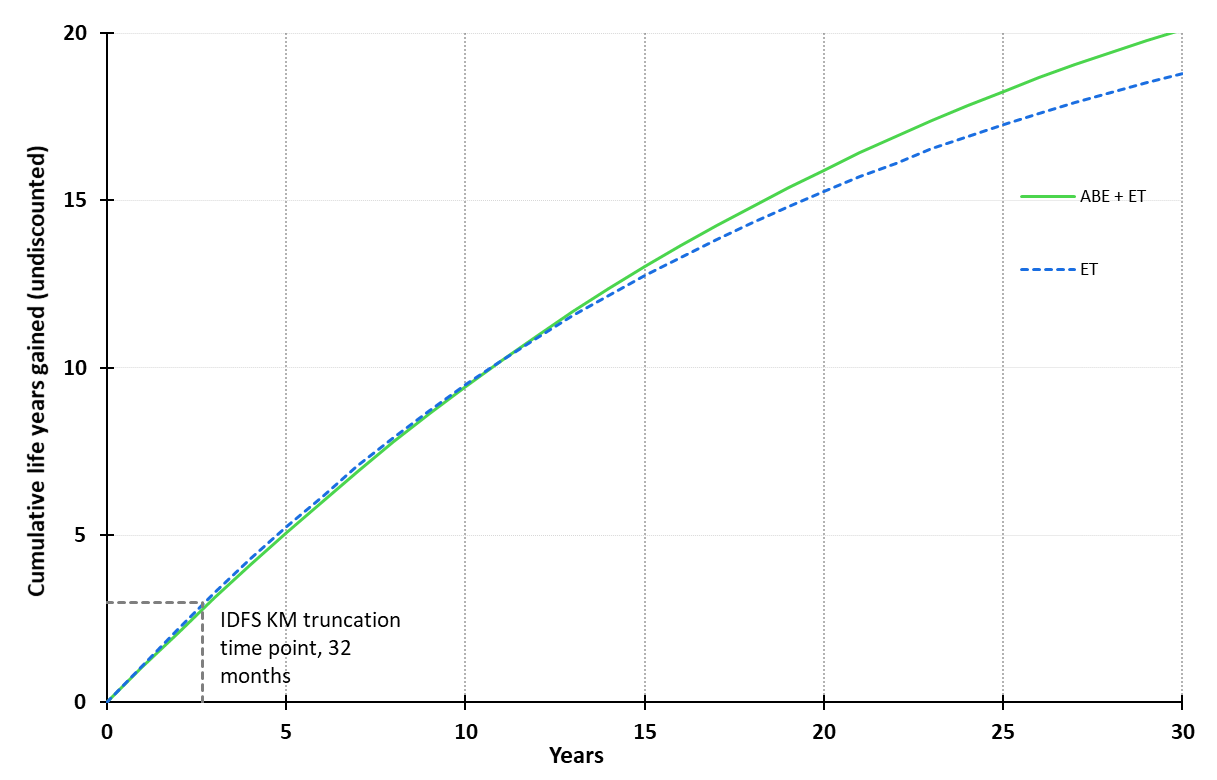 20
15
10
5
0
Cumulative life years gained (undiscounted)
ABE + ET
ET
IDFS KM truncation
time point, 32
months
0 5 10 15 20 25 30
Years